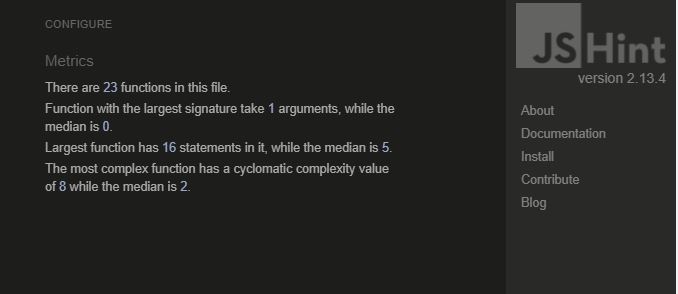 CONFIGURE
Metrics
There are 23 functions in this file.
Function with the largest signature take 1 arguments, while the
median is 0.
Largest function has 16 statements in it, while the median is 5.
The most complex function has a cyclomatic complexity value
of 8 while the median is 2.
JSHint
version 2.13.4
About
Documentation
Install
Contribute
Blog